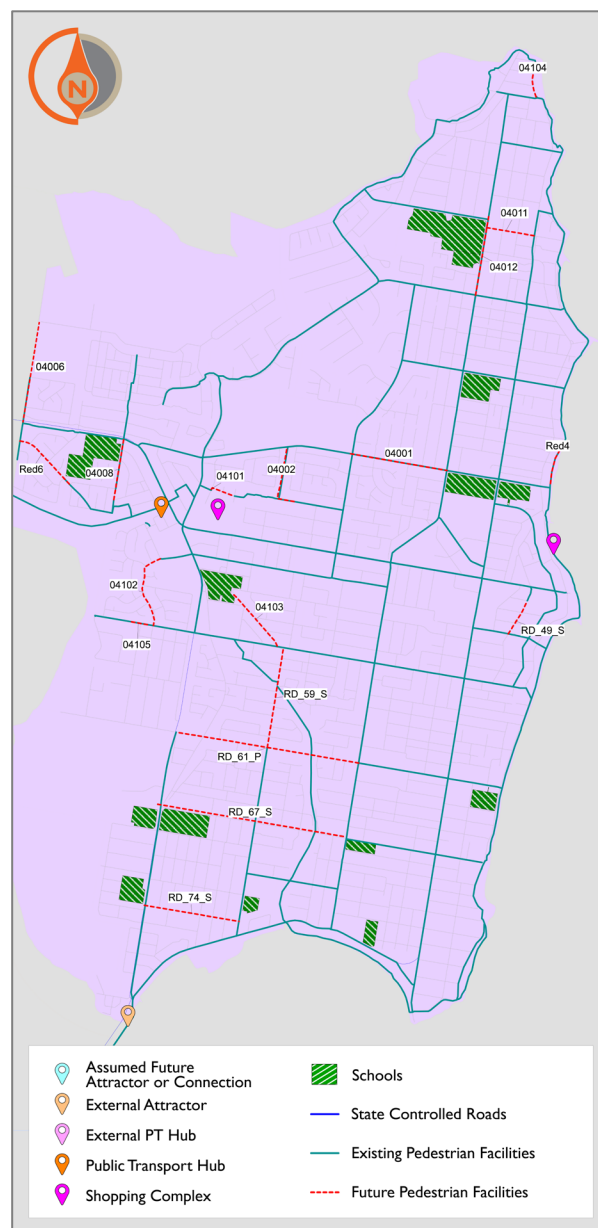 N
04104
04011
04012
04006
Red4
04001
04101
04002
Red6
04008
04102
04103
RD_49_S
04105
RD_59_S
RD_61_P
RD_67_S
RD_74_S
Assumed Future
Attractor or Connection
External Attractor
External PT Hub
Public Transport Hub
Shopping Complex
Schools
State Controlled Roads
Existing Pedestrian Facilities
Future Pedestrian Facilities